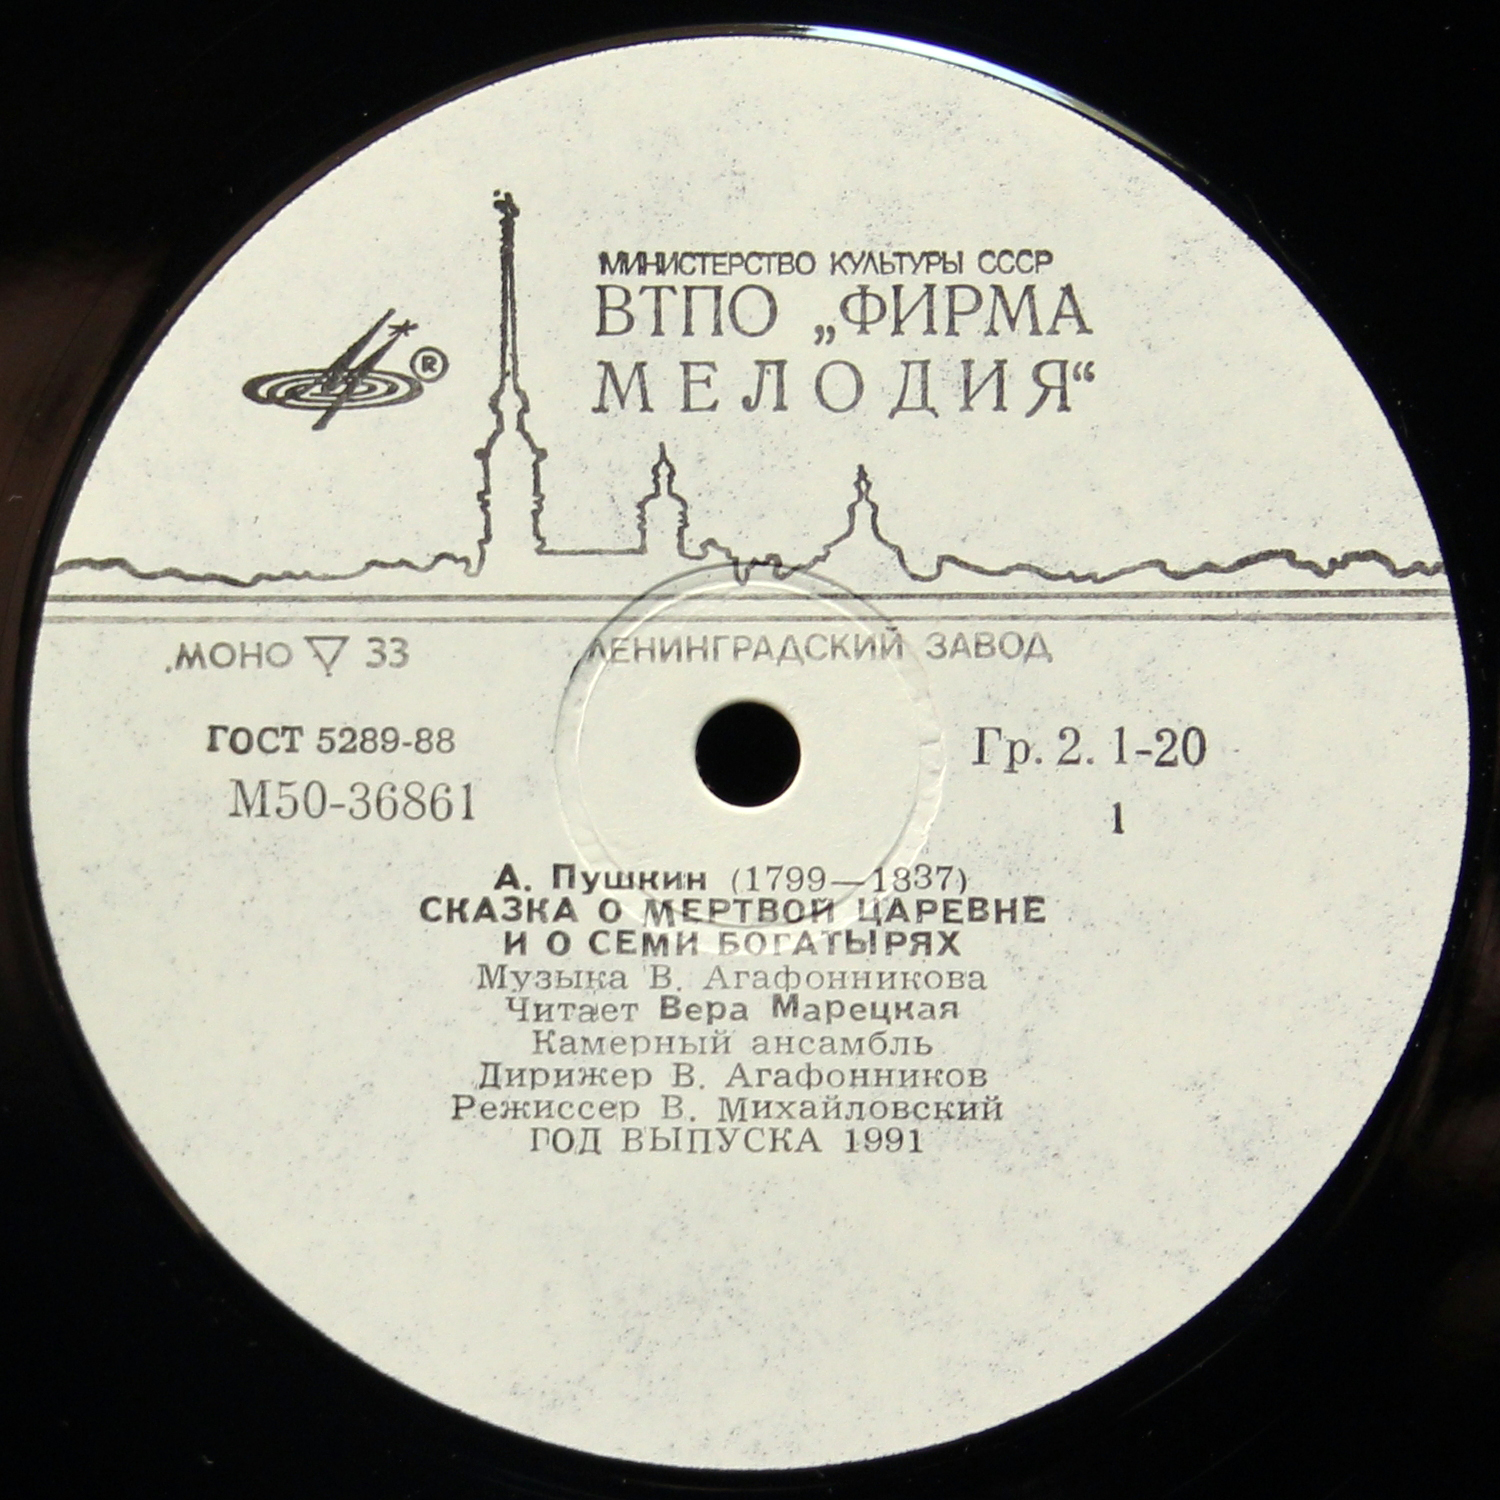 МИНИСТЕРСТВО КУЛЬТУРЫ СССР
ВТПО „ФИРМА
МЕЛОДИЯ“
®
МОНО ▽ 33
ЛЕНИНГРАДСКИЙ ЗАВОД
ГОСТ 5289-88
Гр. 2. 1-20
М50-36861
1
А. Пушкин (1799—1837)
СКАЗКА О МЕРТВОЙ ЦАРЕВНЕ
И О СЕМИ БОГАТЫРЯХ
Музыка В. Агафонникова
Читает Вера Марецкая
Камерный ансамбль
Дирижер В. Агафонников
Режиссер В. Михайловский
ГОД ВЫПУСКА 1991